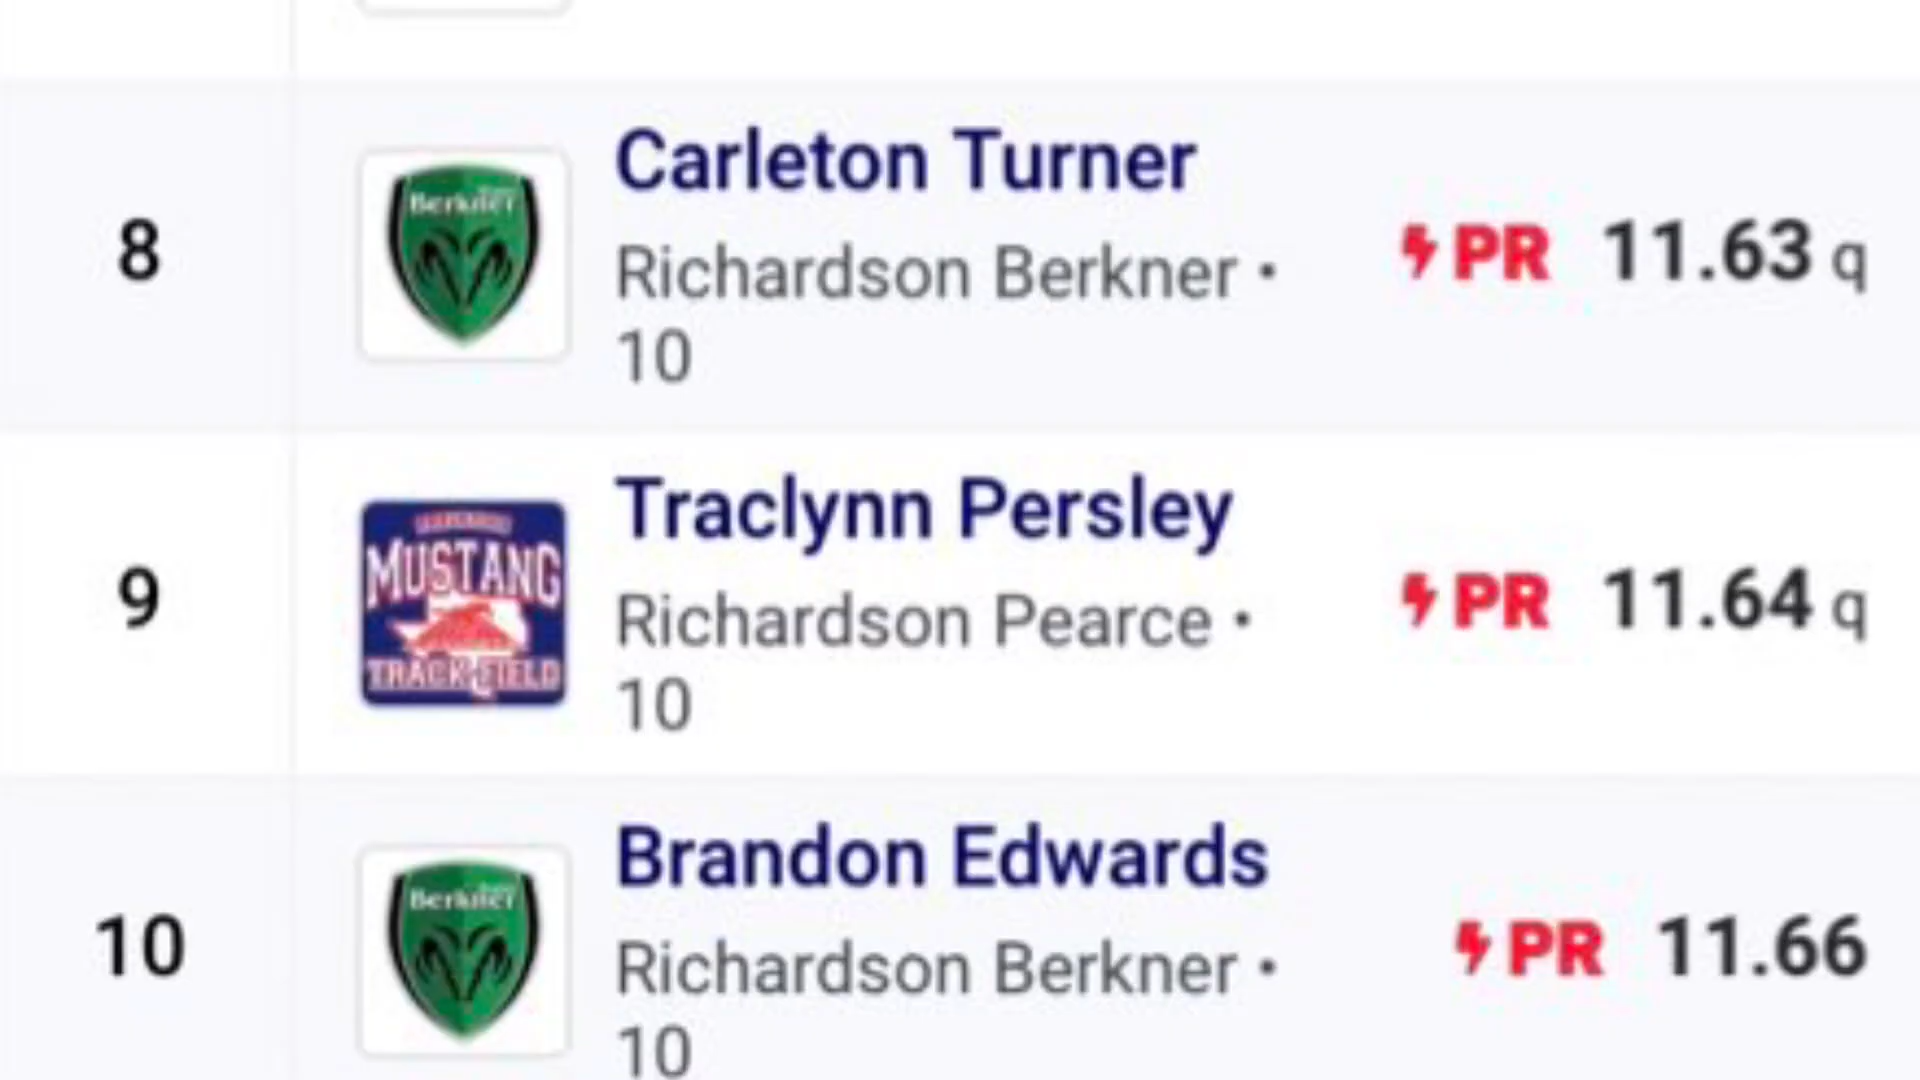 8
Berkner
Carleton Turner
Richardson Berkner •
10
PR 11.63 q
9
MUSTANG
TRACK FIELD
Traclynn Persley
Richardson Pearce •
10
PR 11.64 q
10
Berkner
Brandon Edwards
Richardson Berkner •
10
PR 11.66